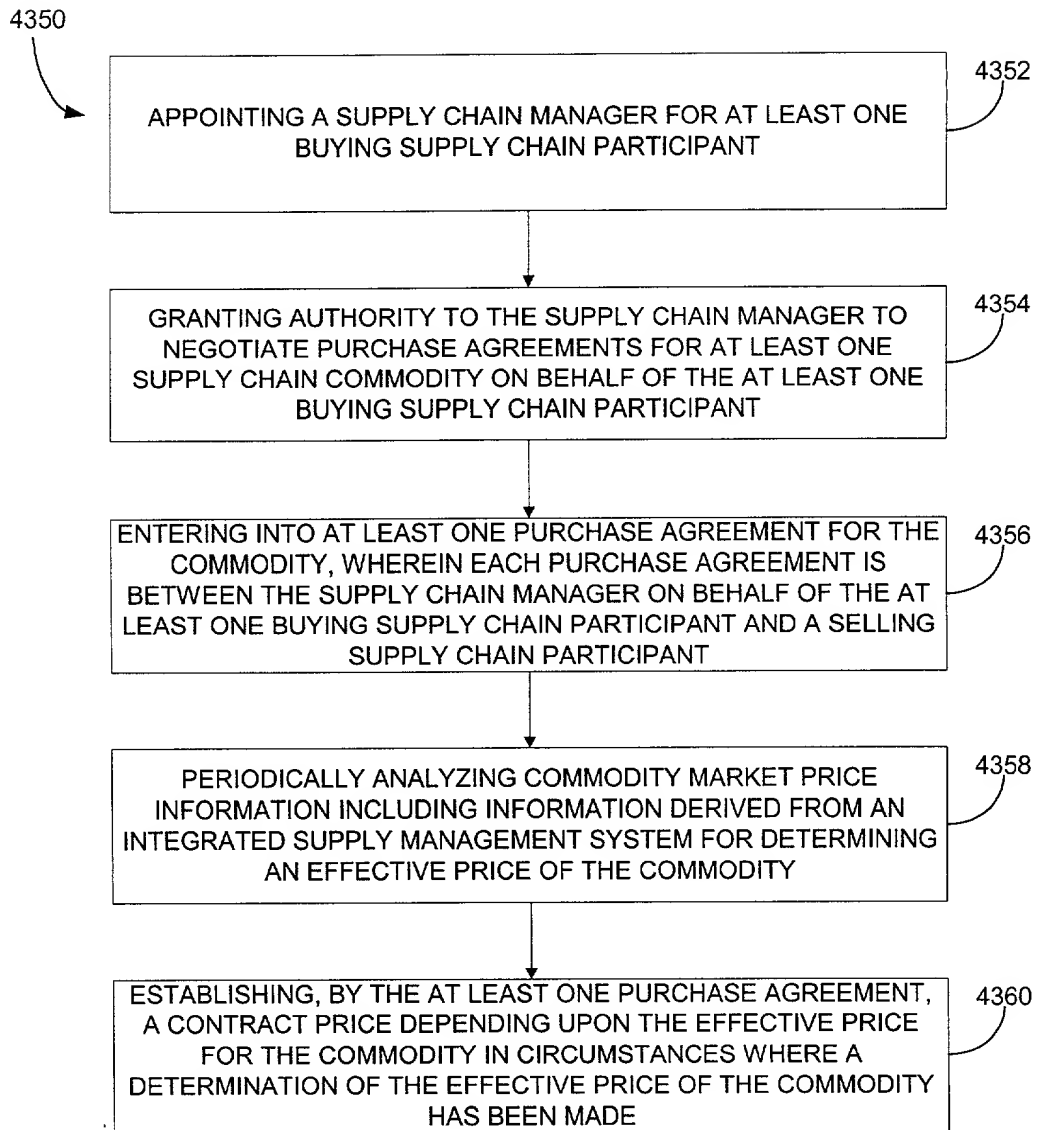 4350
4352
APPOINTING A SUPPLY CHAIN MANAGER FOR AT LEAST ONE
BUYING SUPPLY CHAIN PARTICIPANT
4354
GRANTING AUTHORITY TO THE SUPPLY CHAIN MANAGER TO
NEGOTIATE PURCHASE AGREEMENTS FOR AT LEAST ONE
SUPPLY CHAIN COMMODITY ON BEHALF OF THE AT LEAST ONE
BUYING SUPPLY CHAIN PARTICIPANT
4356
ENTERING INTO AT LEAST ONE PURCHASE AGREEMENT FOR THE
COMMODITY, WHEREIN EACH PURCHASE AGREEMENT IS
BETWEEN THE SUPPLY CHAIN MANAGER ON BEHALF OF THE AT
LEAST ONE BUYING SUPPLY CHAIN PARTICIPANT AND A SELLING
SUPPLY CHAIN PARTICIPANT
4358
PERIODICALLY ANALYZING COMMODITY MARKET PRICE
INFORMATION INCLUDING INFORMATION DERIVED FROM AN
INTEGRATED SUPPLY MANAGEMENT SYSTEM FOR DETERMINING
AN EFFECTIVE PRICE OF THE COMMODITY
4360
ESTABLISHING, BY THE AT LEAST ONE PURCHASE AGREEMENT,
A CONTRACT PRICE DEPENDING UPON THE EFFECTIVE PRICE
FOR THE COMMODITY IN CIRCUMSTANCES WHERE A
DETERMINATION OF THE EFFECTIVE PRICE OF THE COMMODITY
HAS BEEN MADE